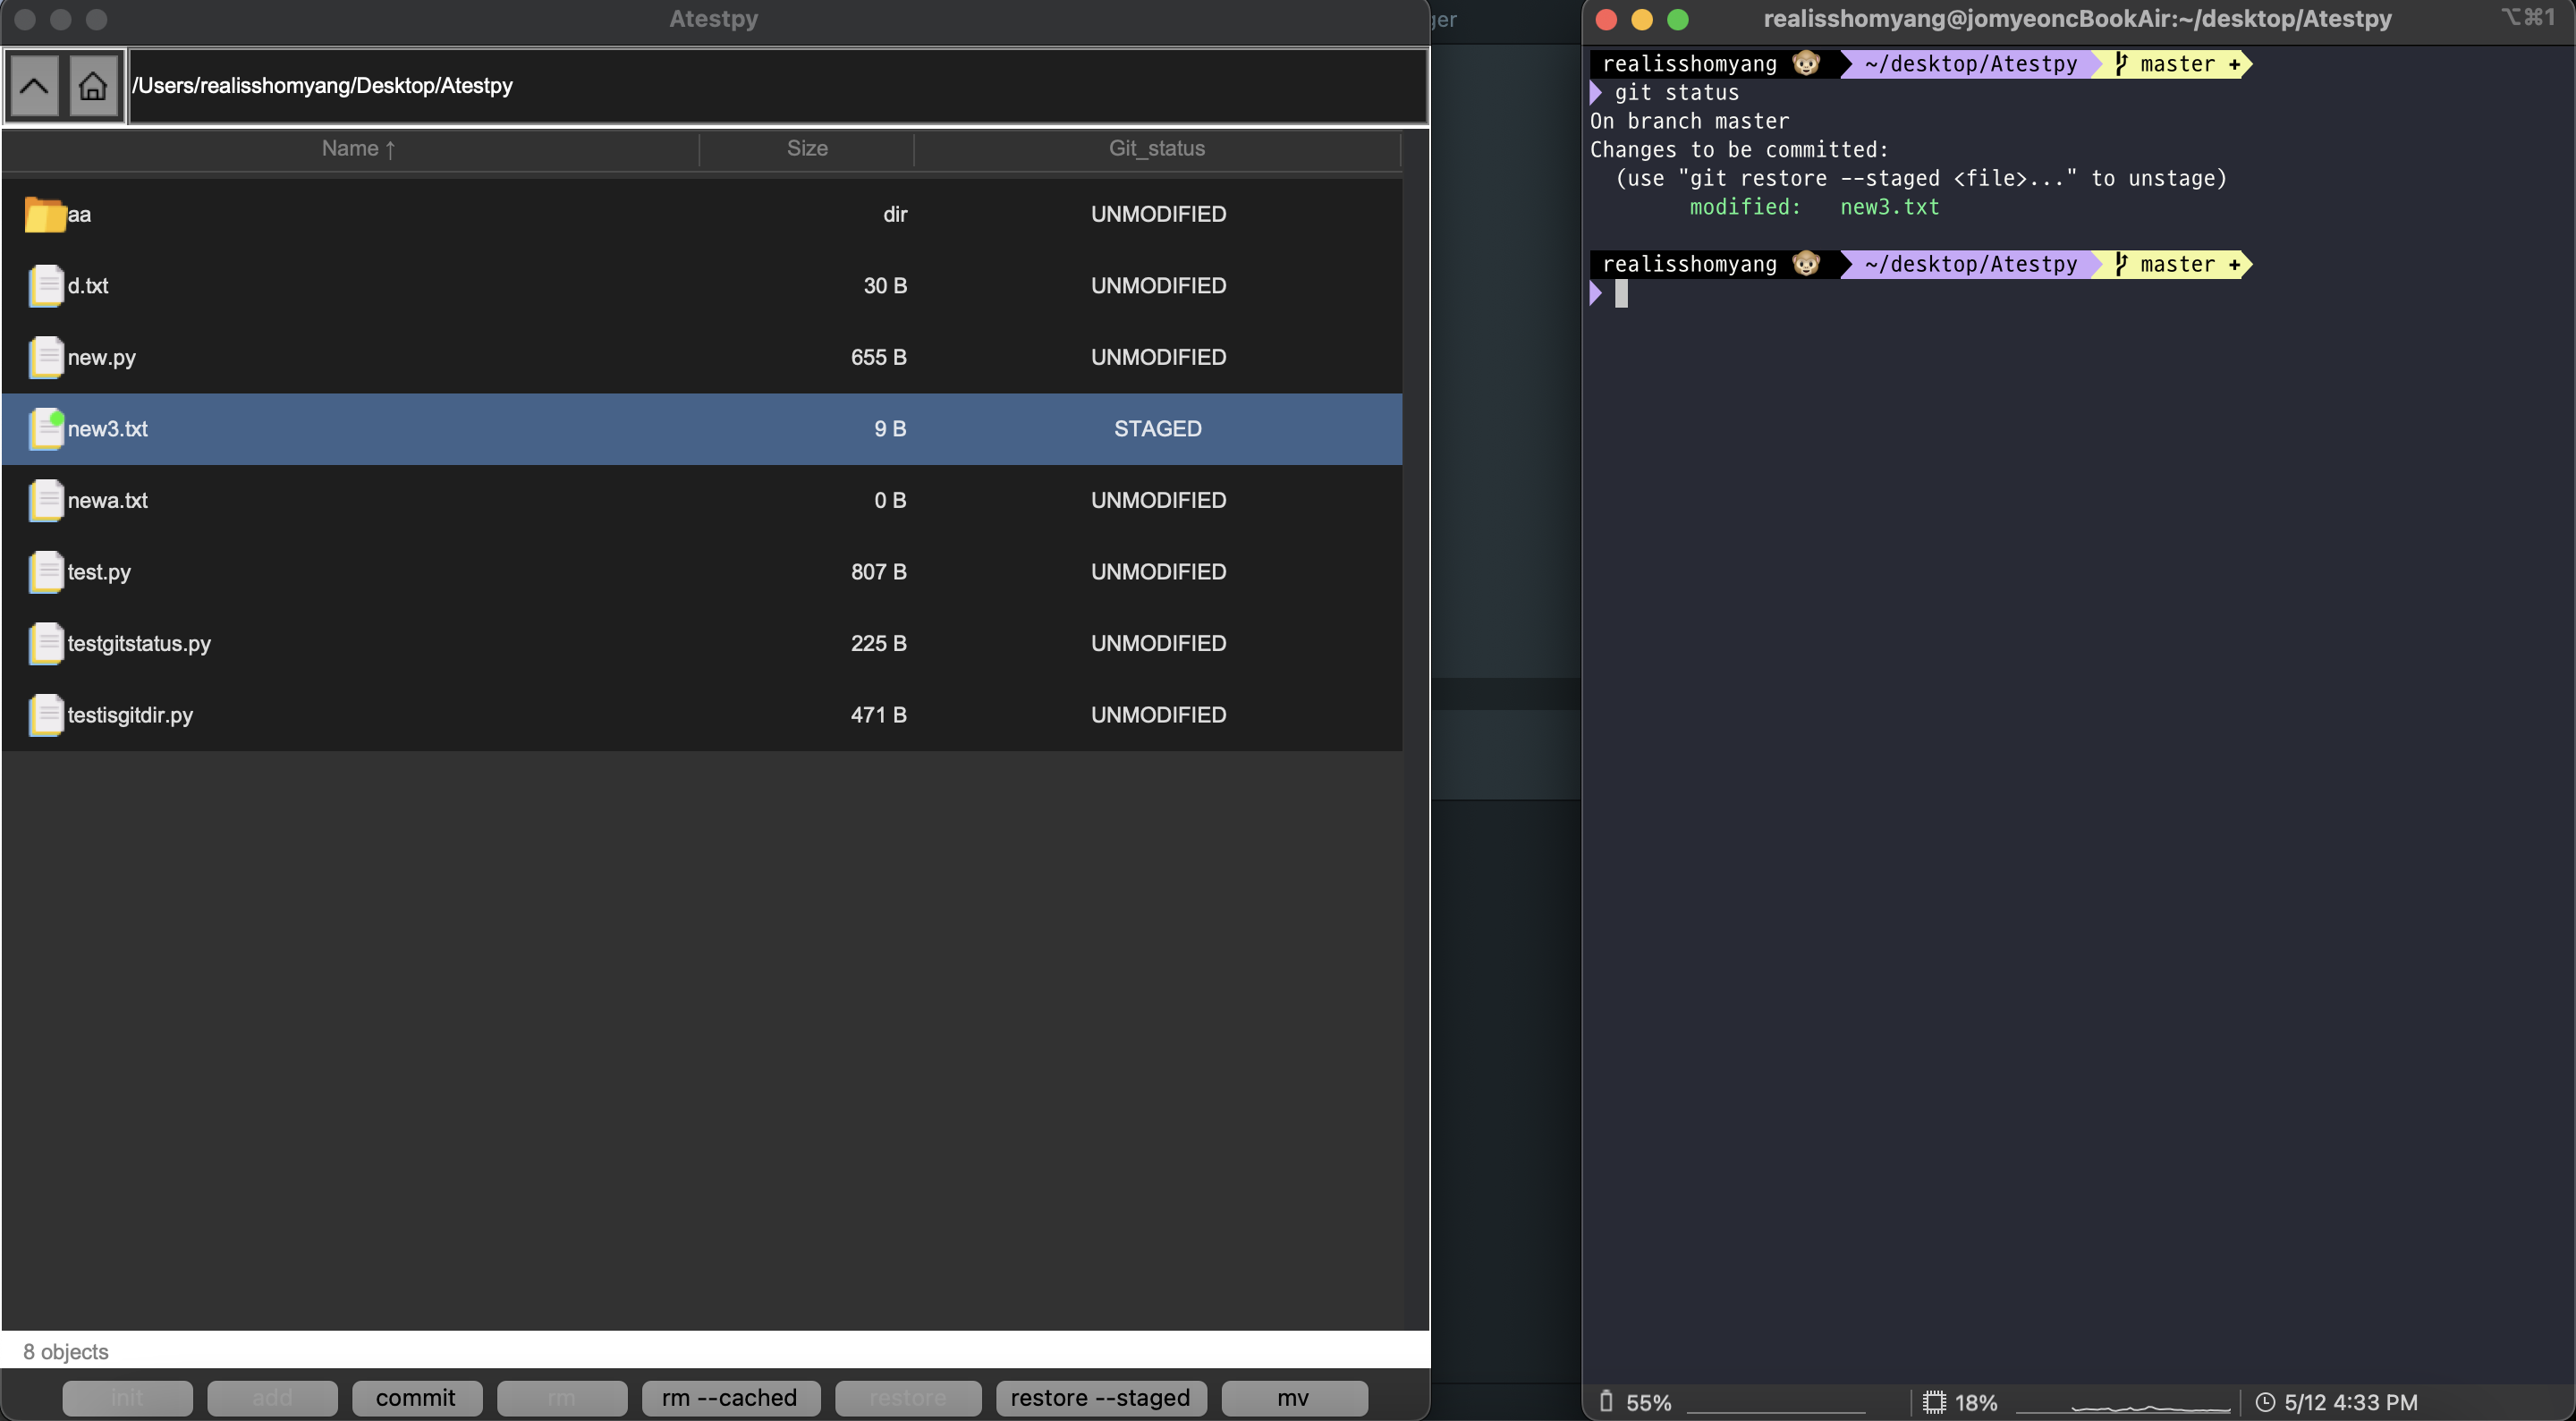 Atestpy
/Users/realisshomyang/Desktop/Atestpy
Name ↑ Size Git_status
aa dir UNMODIFIED
d.txt 30 B UNMODIFIED
new.py 655 B UNMODIFIED
new3.txt 9 B STAGED
newa.txt 0 B UNMODIFIED
test.py 807 B UNMODIFIED
testgitstatus.py 225 B UNMODIFIED
testisgitdir.py 471 B UNMODIFIED
8 objects
init add commit rm rm --cached restore restore --staged mv
ger
realisshomyang@jomyeoncBookAir:~/desktop/Atestpy ⌥⌘1
realisshomyang 🐵 ~/desktop/Atestpy master +
git status
On branch master
Changes to be committed:
(use "git restore --staged <file>..." to unstage)
modified: new3.txt
realisshomyang 🐵 ~/desktop/Atestpy master +
55% 18% 5/12 4:33 PM